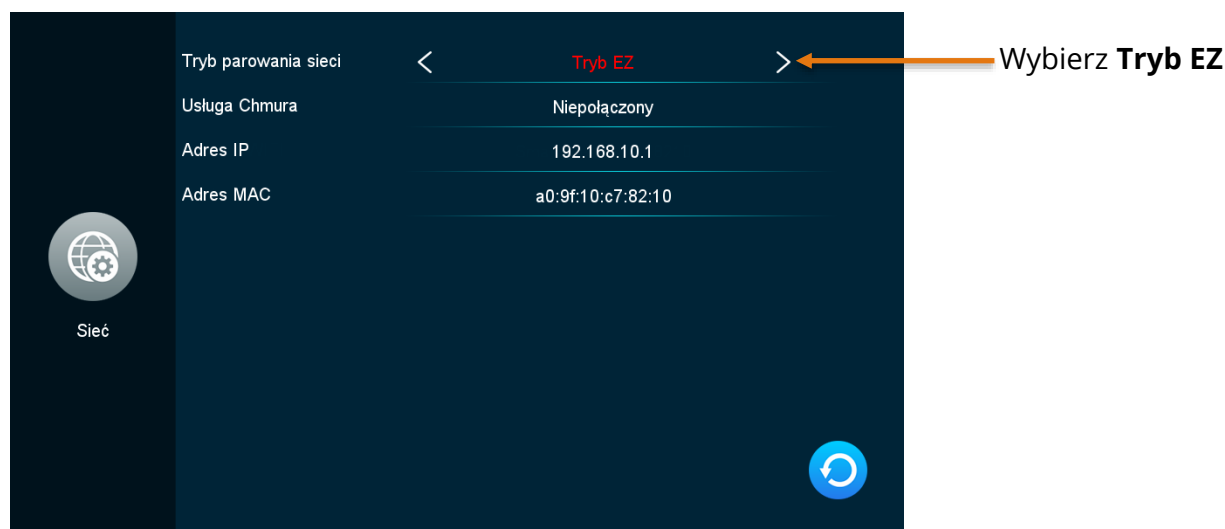 Tryb parowania sieci < Tryb EZ >
Wybierz Tryb EZ
Usługa Chmura Niepołączony
Adres IP 192.168.10.1
Adres MAC a0:9f:10:c7:82:10
Sieć